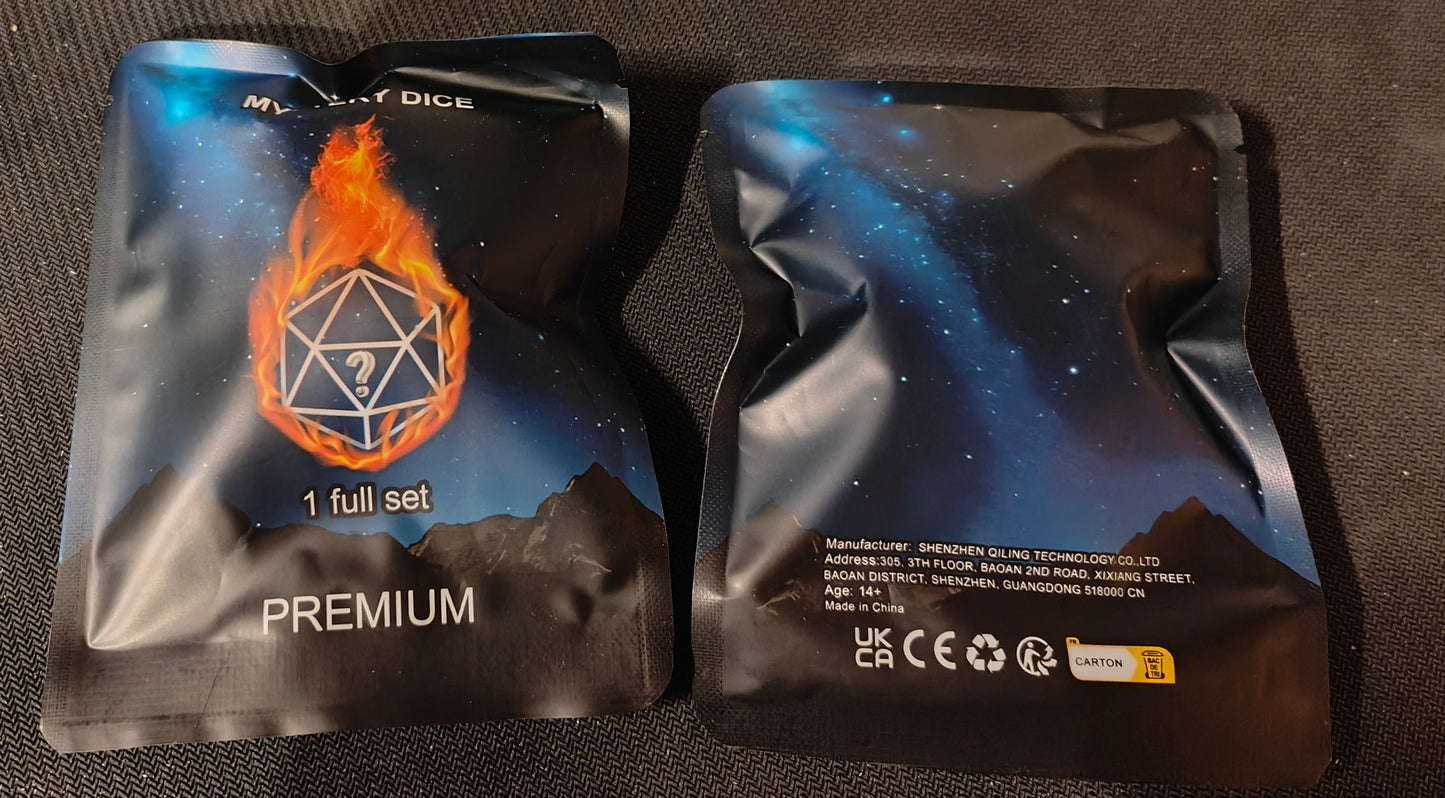 DICE
?
1 full set
PREMIUM
Manufacturer: SHENZHEN QILING TECHNOLOGY CO.,LTD
Address:305, 3TH FLOOR, BAOAN 2ND ROAD, XIXIANG STREET,
BAOAN DISTRICT, SHENZHEN, GUANGDONG 518000 CN
Age: 14+
Made in China
UK
CA
CE
FR
CARTON
BAC
DE
TRI